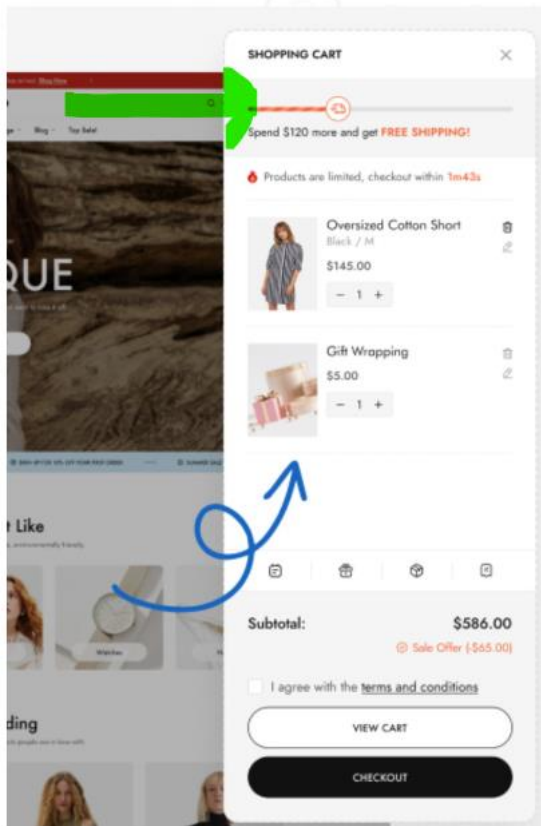 SHOPPING CART
Shop Now
Blog
Top Sale!
Spend $120 more and get FREE SHIPPING!
Products are limited, checkout within 1m43s
Oversized Cotton Short
Black / M
$145.00
- 1 +
QUE
Gift Wrapping
$5.00
- 1 +
t Like
Watches
Subtotal: $586.00
Sale Offer (-$65.00)
I agree with the terms and conditions
VIEW CART
ding
CHECKOUT